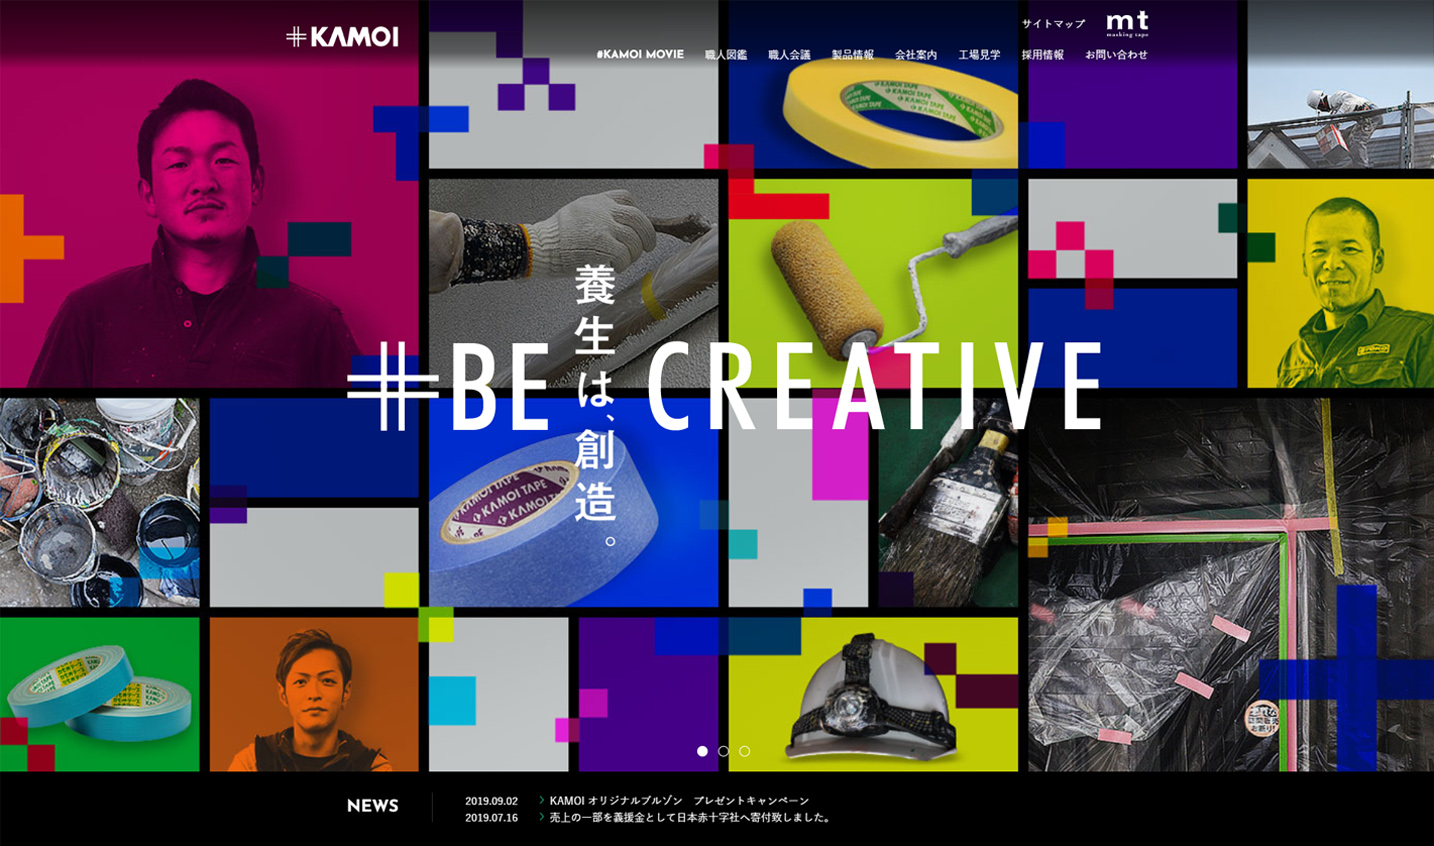 KAMOI
サイトマップ
mt
masking tape
#KAMOI MOVIE
職人図鑑
職人会議
製品情報
会社案内
工場見学
採用情報
お問い合わせ
KAMOI TAPE
#BE CREATIVE
養生は、創造。
KAMOI TAPE
NEWS
2019.09.02
KAMOI オリジナルブルゾン　プレゼントキャンペーン
2019.07.16
売上の一部を義援金として日本赤十字社へ寄付致しました。